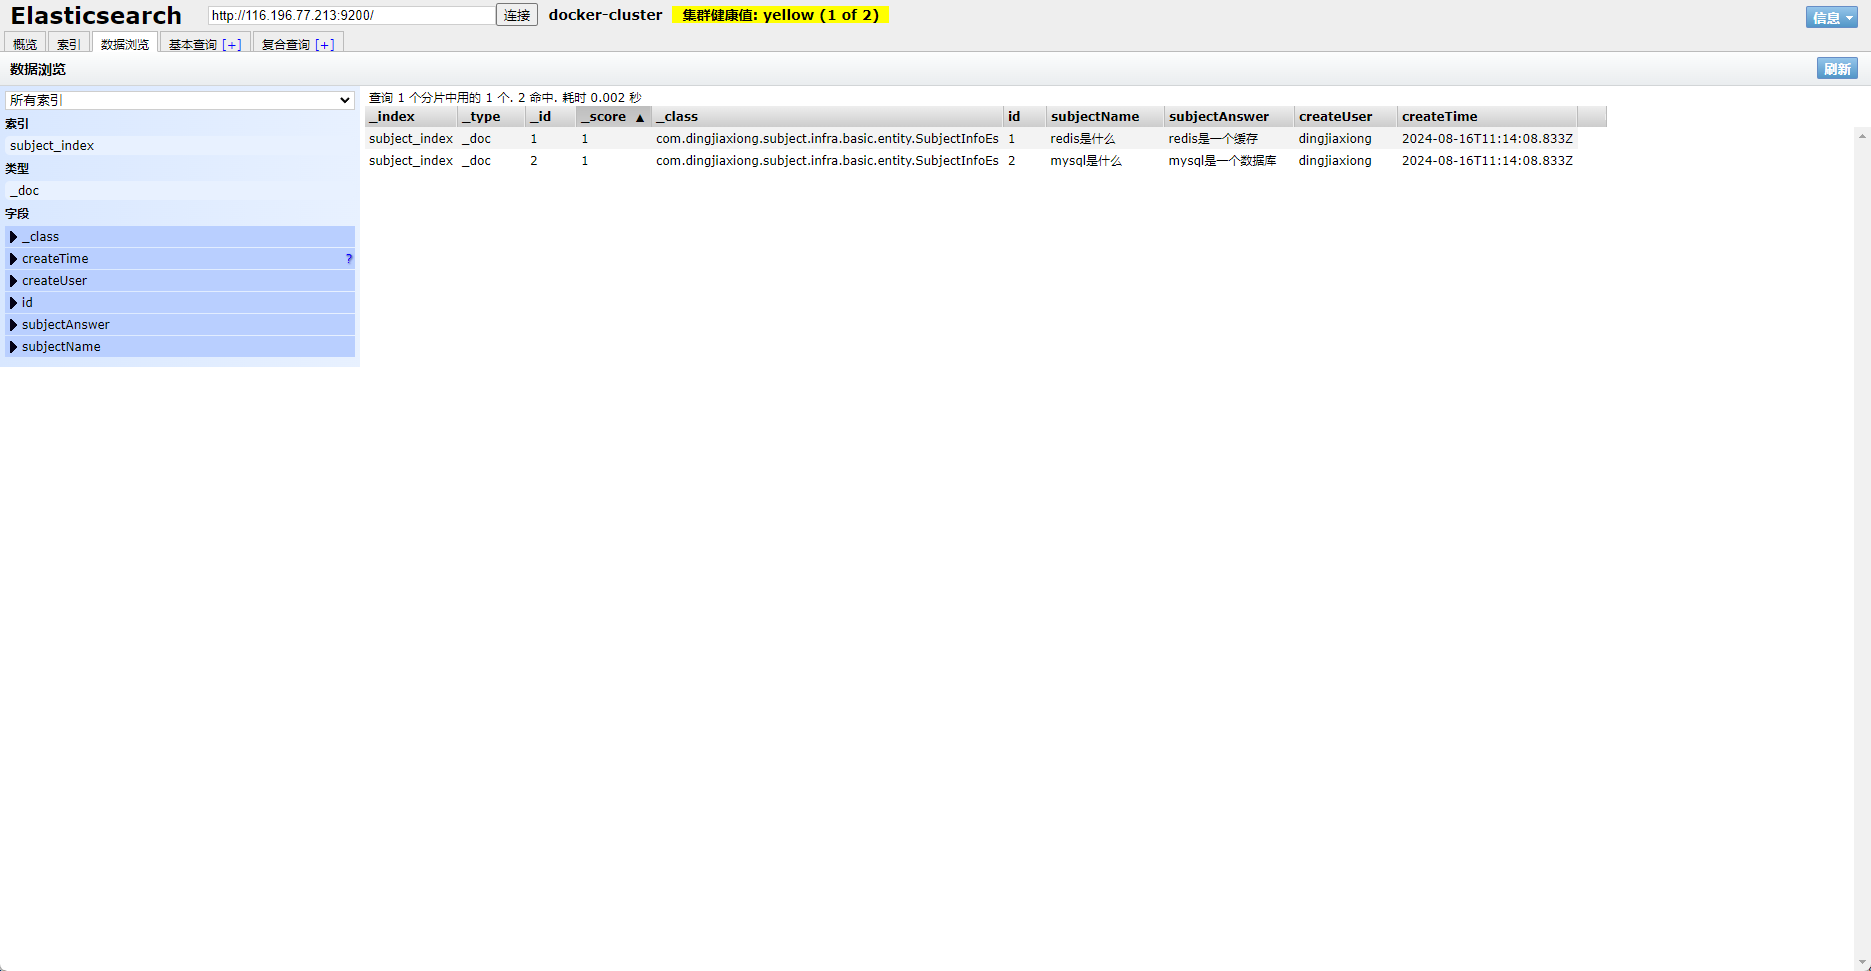 Elasticsearch http://116.196.77.213:9200/ 连接 docker-cluster 集群健康值: yellow (1 of 2) 信息
概览 索引 数据浏览 基本查询 [+] 复合查询 [+]
数据浏览 刷新
所有索引
索引
subject_index
类型
_doc
字段
_class
createTime ?
createUser
id
subjectAnswer
subjectName
查询 1 个分片中用的 1 个. 2 命中. 耗时 0.002 秒
_index _type _id _score ▲ _class id subjectName subjectAnswer createUser createTime
subject_index _doc 1 1 com.dingjiaxiong.subject.infra.basic.entity.SubjectInfoEs 1 redis是什么 redis是一个缓存 dingjiaxiong 2024-08-16T11:14:08.833Z
subject_index _doc 2 1 com.dingjiaxiong.subject.infra.basic.entity.SubjectInfoEs 2 mysql是什么 mysql是一个数据库 dingjiaxiong 2024-08-16T11:14:08.833Z